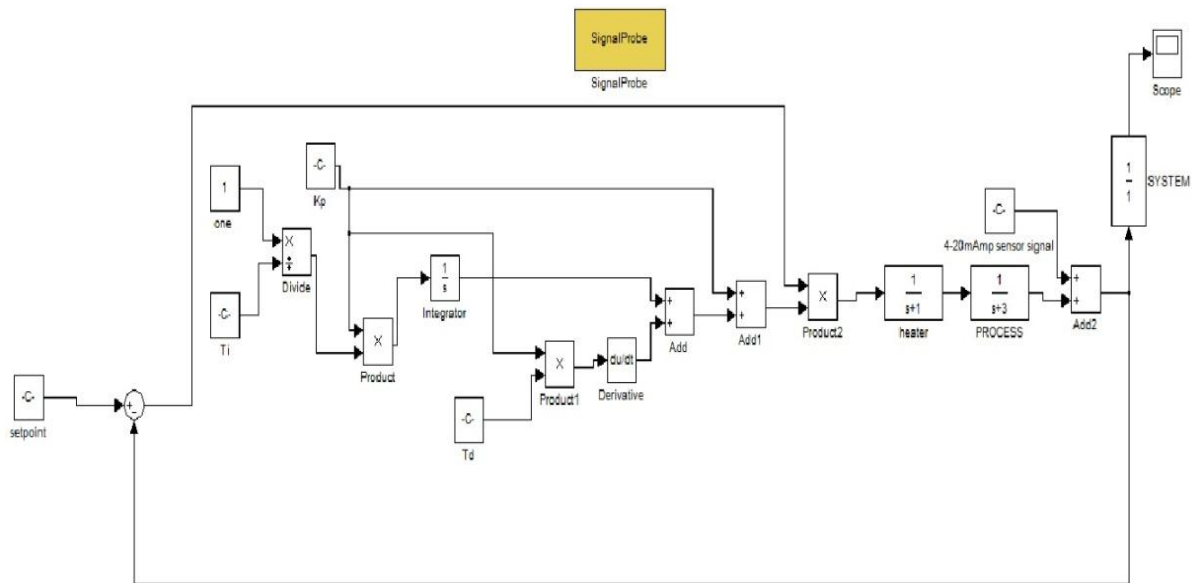 SignalProbe
SignalProbe
Scope
-C-
Kp
1
one
1
1
SYSTEM
-C-
4-20mAmp sensor signal
X
÷
Divide
1
s
Integrator
+
+
Add
+
+
Add1
X
Product2
1
s+1
heater
1
s+3
PROCESS
+
+
Add2
-C-
Ti
X
Product
X
Product1
du/dt
Derivative
-C-
Td
-C-
setpoint
+
-